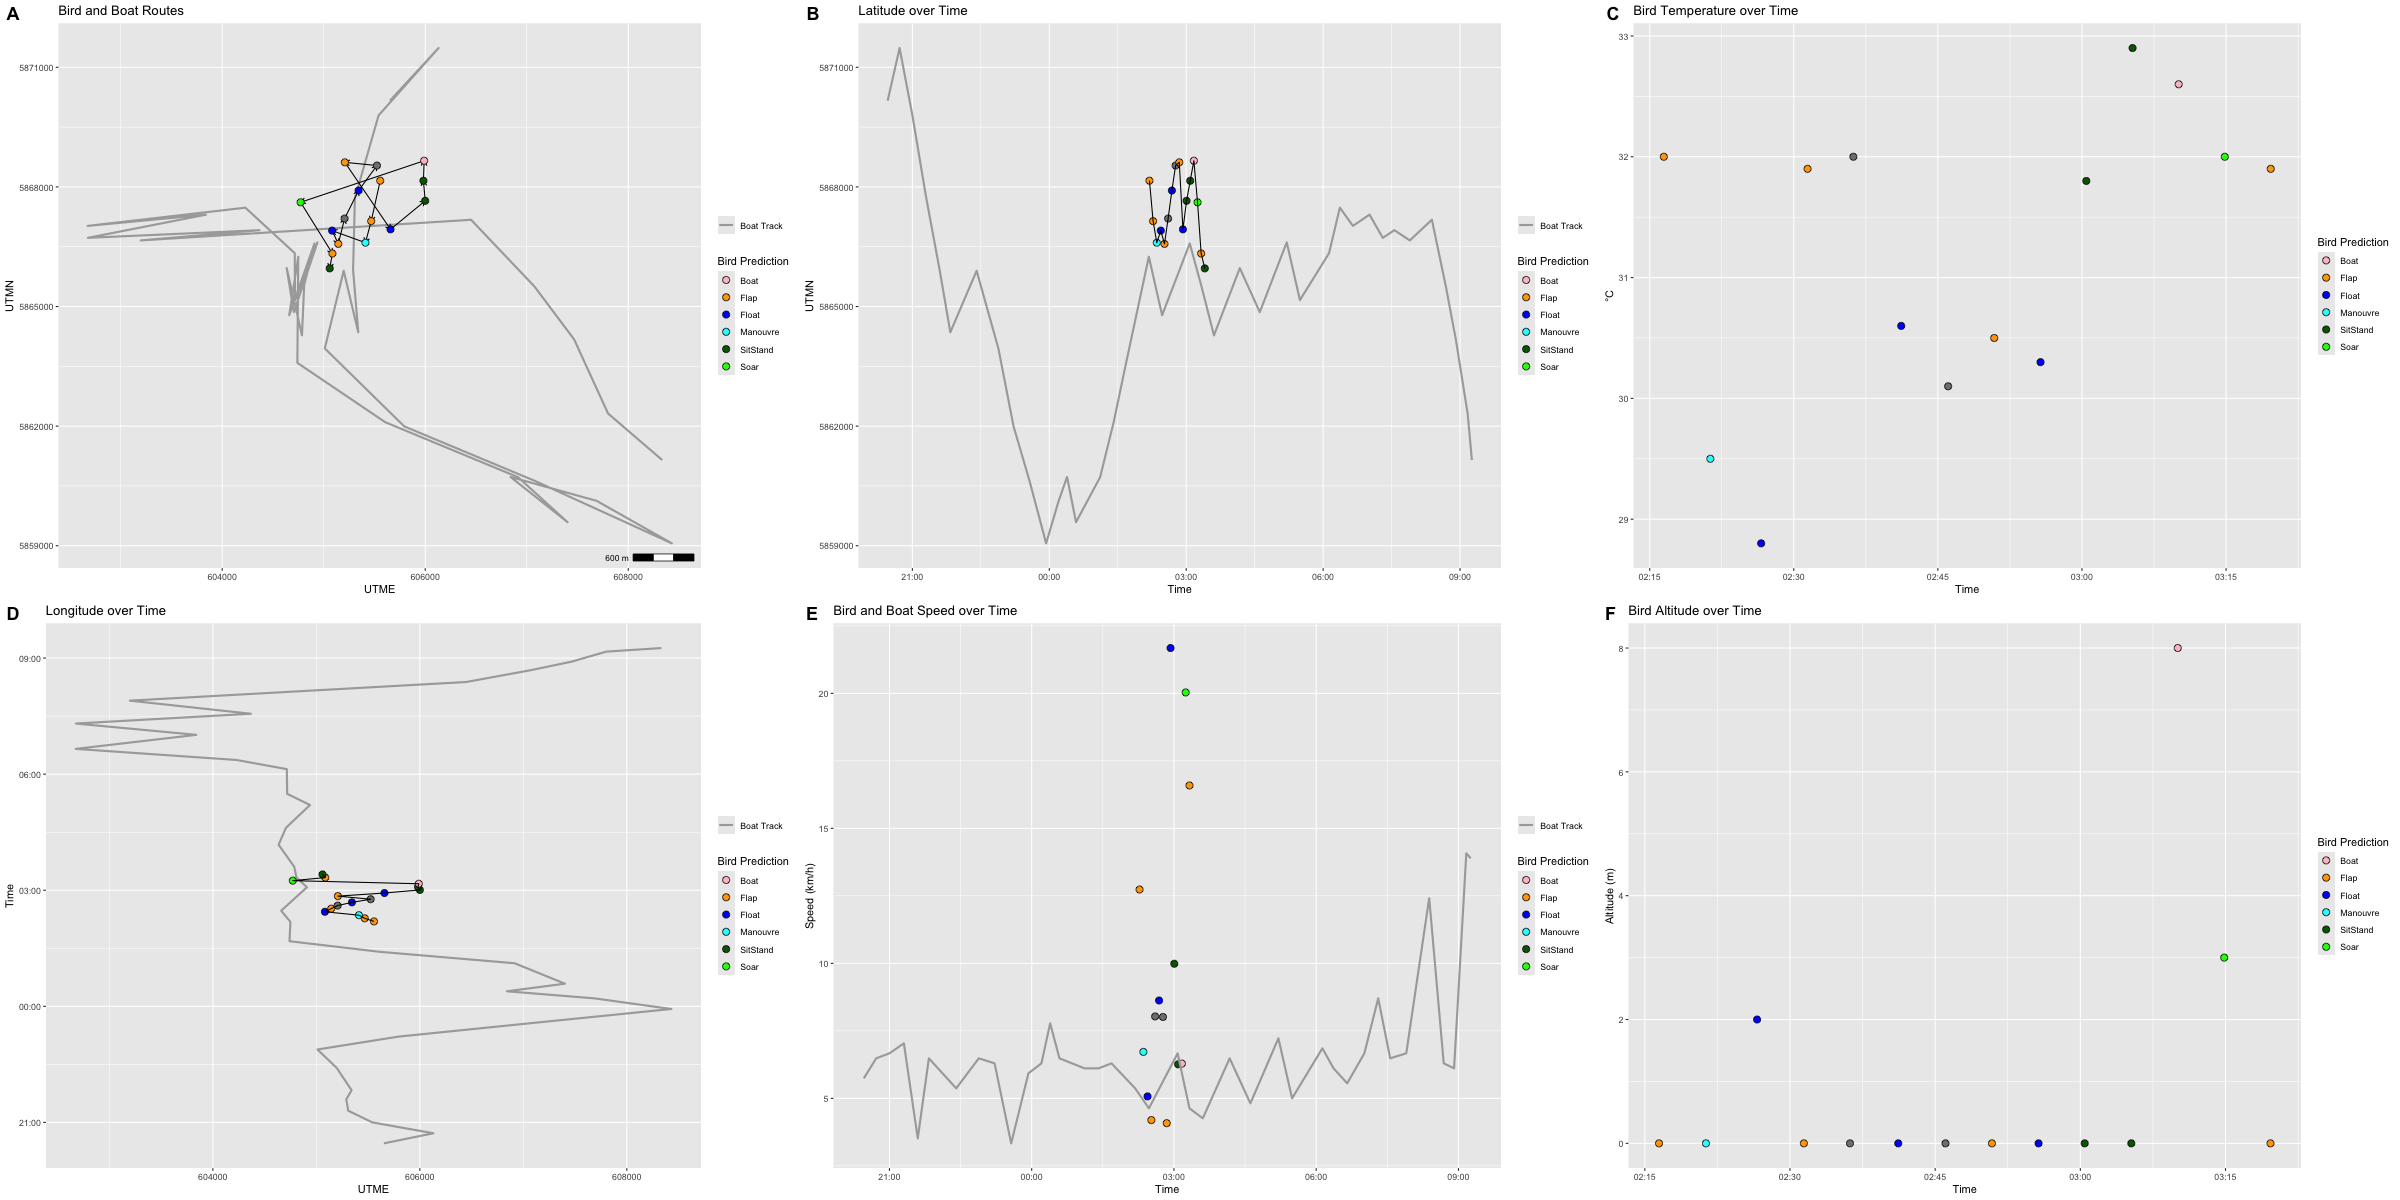 A Bird and Boat Routes
5871000
5868000
5865000
5862000
5859000
UTMN
604000 606000 608000
UTME
600 m
Boat Track
Bird Prediction
Boat
Flap
Float
Manouvre
SitStand
Soar
B Latitude over Time
5871000
5868000
5865000
5862000
5859000
UTMN
21:00 00:00 03:00 06:00 09:00
Time
Boat Track
Bird Prediction
Boat
Flap
Float
Manouvre
SitStand
Soar
C Bird Temperature over Time
33
32
31
30
29
°C
02:15 02:30 02:45 03:00 03:15
Time
Bird Prediction
Boat
Flap
Float
Manouvre
SitStand
Soar
D Longitude over Time
09:00
06:00
03:00
00:00
21:00
Time
604000 606000 608000
UTME
Boat Track
Bird Prediction
Boat
Flap
Float
Manouvre
SitStand
Soar
E Bird and Boat Speed over Time
20
15
10
5
Speed (km/h)
21:00 00:00 03:00 06:00 09:00
Time
Boat Track
Bird Prediction
Boat
Flap
Float
Manouvre
SitStand
Soar
F Bird Altitude over Time
8
6
4
2
0
Altitude (m)
02:15 02:30 02:45 03:00 03:15
Time
Bird Prediction
Boat
Flap
Float
Manouvre
SitStand
Soar